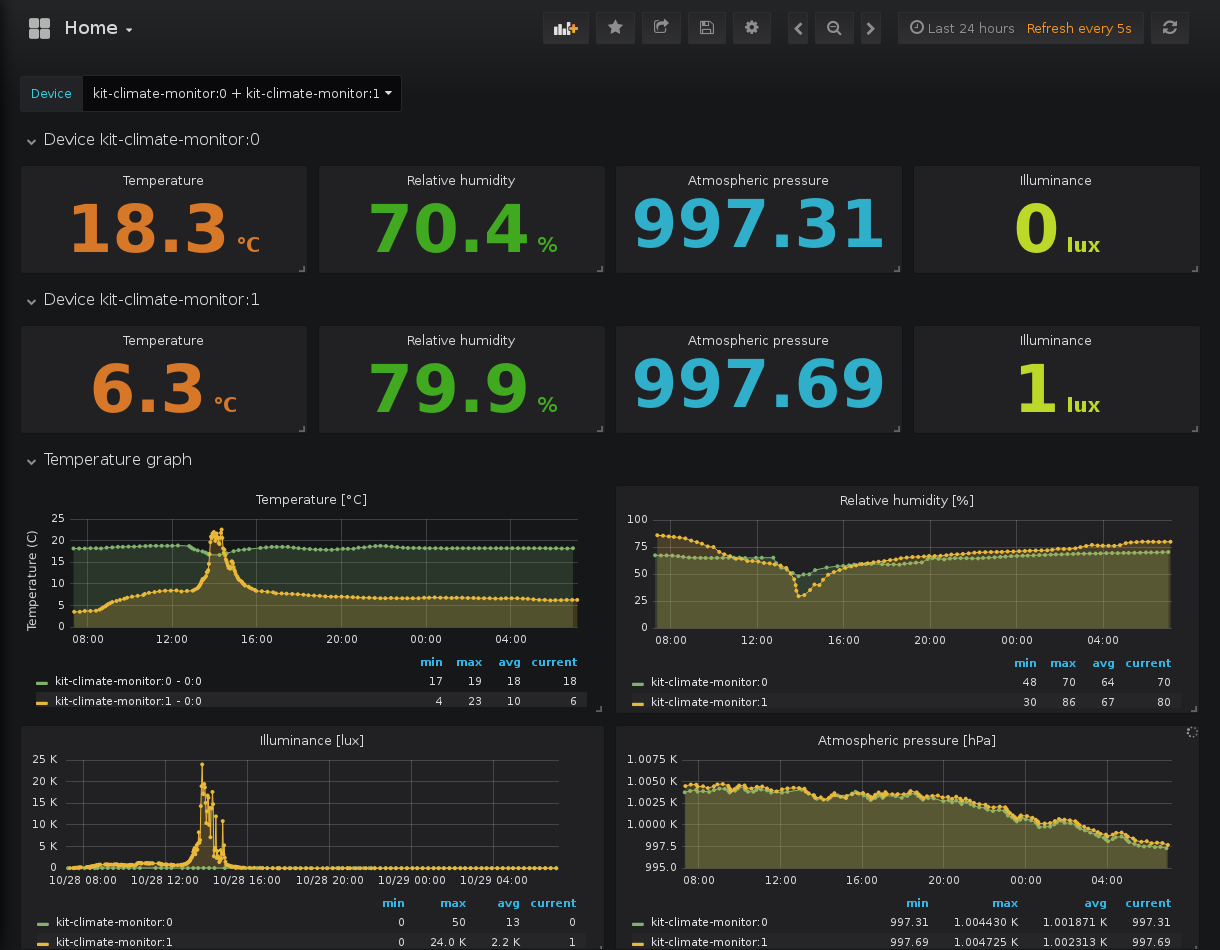 Home
Last 24 hours Refresh every 5s
Device kit-climate-monitor:0 + kit-climate-monitor:1
Device kit-climate-monitor:0
Temperature Relative humidity Atmospheric pressure Illuminance
18.3 °C 70.4 % 997.31 0 lux
Device kit-climate-monitor:1
Temperature Relative humidity Atmospheric pressure Illuminance
6.3 °C 79.9 % 997.69 1 lux
Temperature graph
Temperature [°C]
Temperature (C)
25
20
15
10
5
0
08:00 12:00 16:00 20:00 00:00 04:00
min max avg current
kit-climate-monitor:0 - 0:0 17 19 18 18
kit-climate-monitor:1 - 0:0 4 23 10 6
Relative humidity [%]
100
75
50
25
0
08:00 12:00 16:00 20:00 00:00 04:00
min max avg current
kit-climate-monitor:0 48 70 64 70
kit-climate-monitor:1 30 86 67 80
Illuminance [lux]
25 K
20 K
15 K
10 K
5 K
0
10/28 08:00 10/28 12:00 10/28 16:00 10/28 20:00 10/29 00:00 10/29 04:00
min max avg current
kit-climate-monitor:0 0 50 13 0
kit-climate-monitor:1 0 24.0 K 2.2 K 1
Atmospheric pressure [hPa]
1.0075 K
1.0050 K
1.0025 K
1.0000 K
997.5
995.0
08:00 12:00 16:00 20:00 00:00 04:00
min max avg current
kit-climate-monitor:0 997.31 1.004430 K 1.001871 K 997.31
kit-climate-monitor:1 997.69 1.004725 K 1.002313 K 997.69